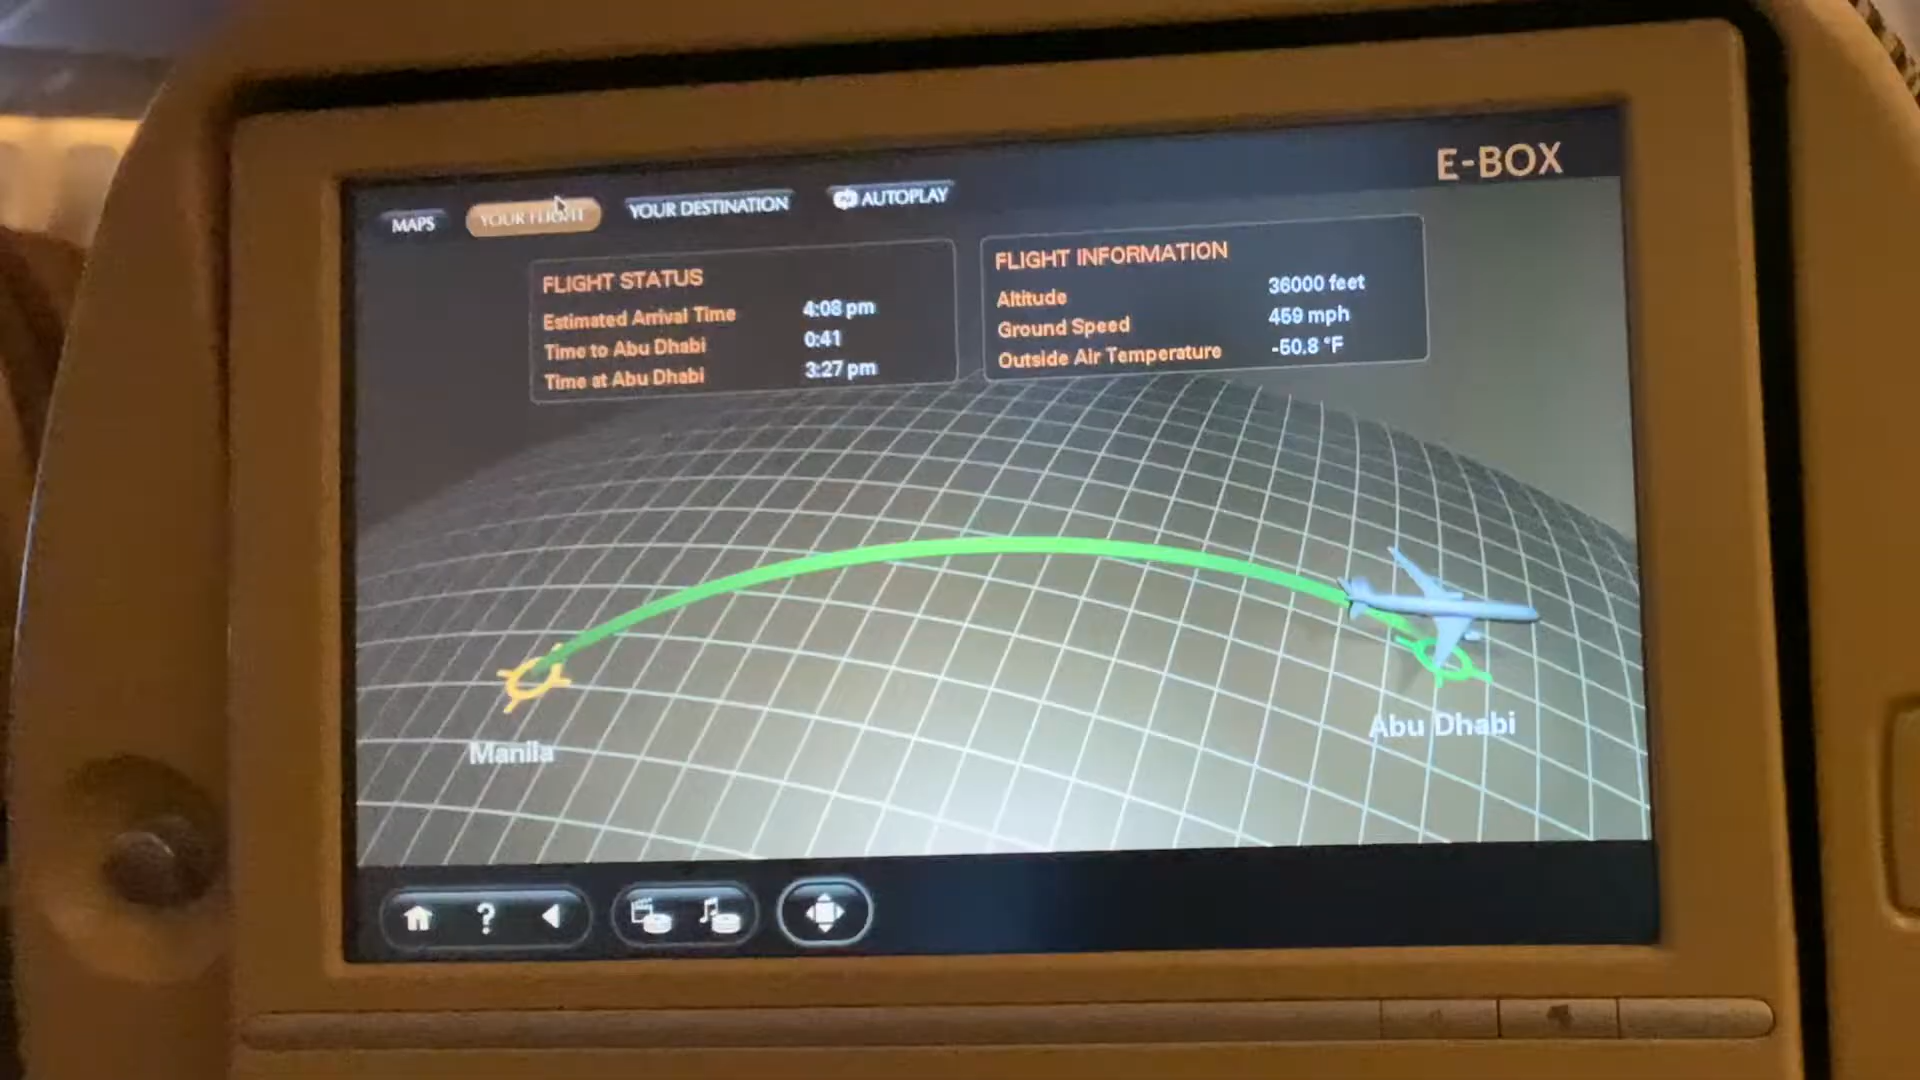 E-BOX
MAPS
YOUR FLIGHT
YOUR DESTINATION
AUTOPLAY
FLIGHT STATUS
Estimated Arrival Time 4:08 pm
Time to Abu Dhabi 0:41
Time at Abu Dhabi 3:27 pm
FLIGHT INFORMATION
Altitude 36000 feet
Ground Speed 459 mph
Outside Air Temperature -50.8 °F
Manila
Abu Dhabi
?